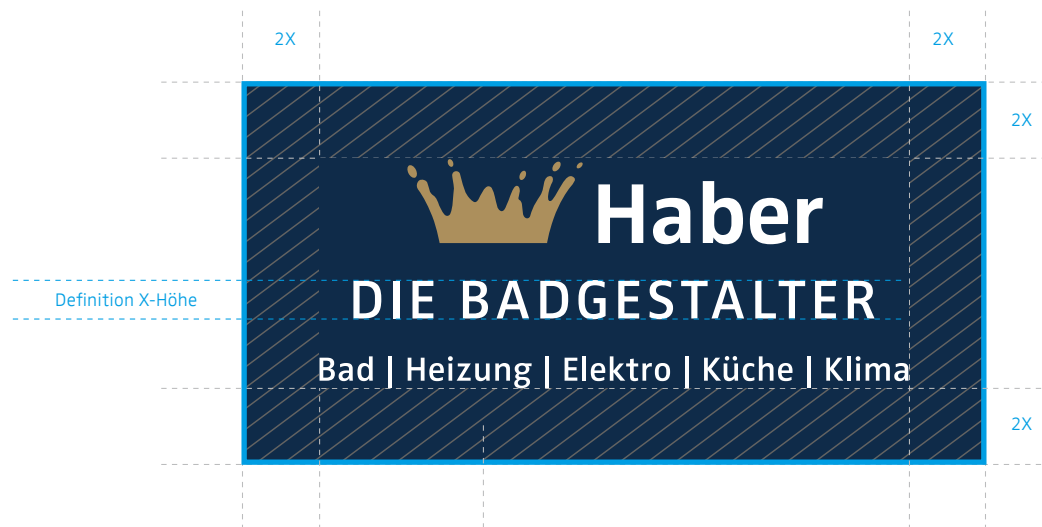 2X 2X
2X
Haber
Definition X-Höhe
DIE BADGESTALTER
Bad | Heizung | Elektro | Küche | Klima
2X